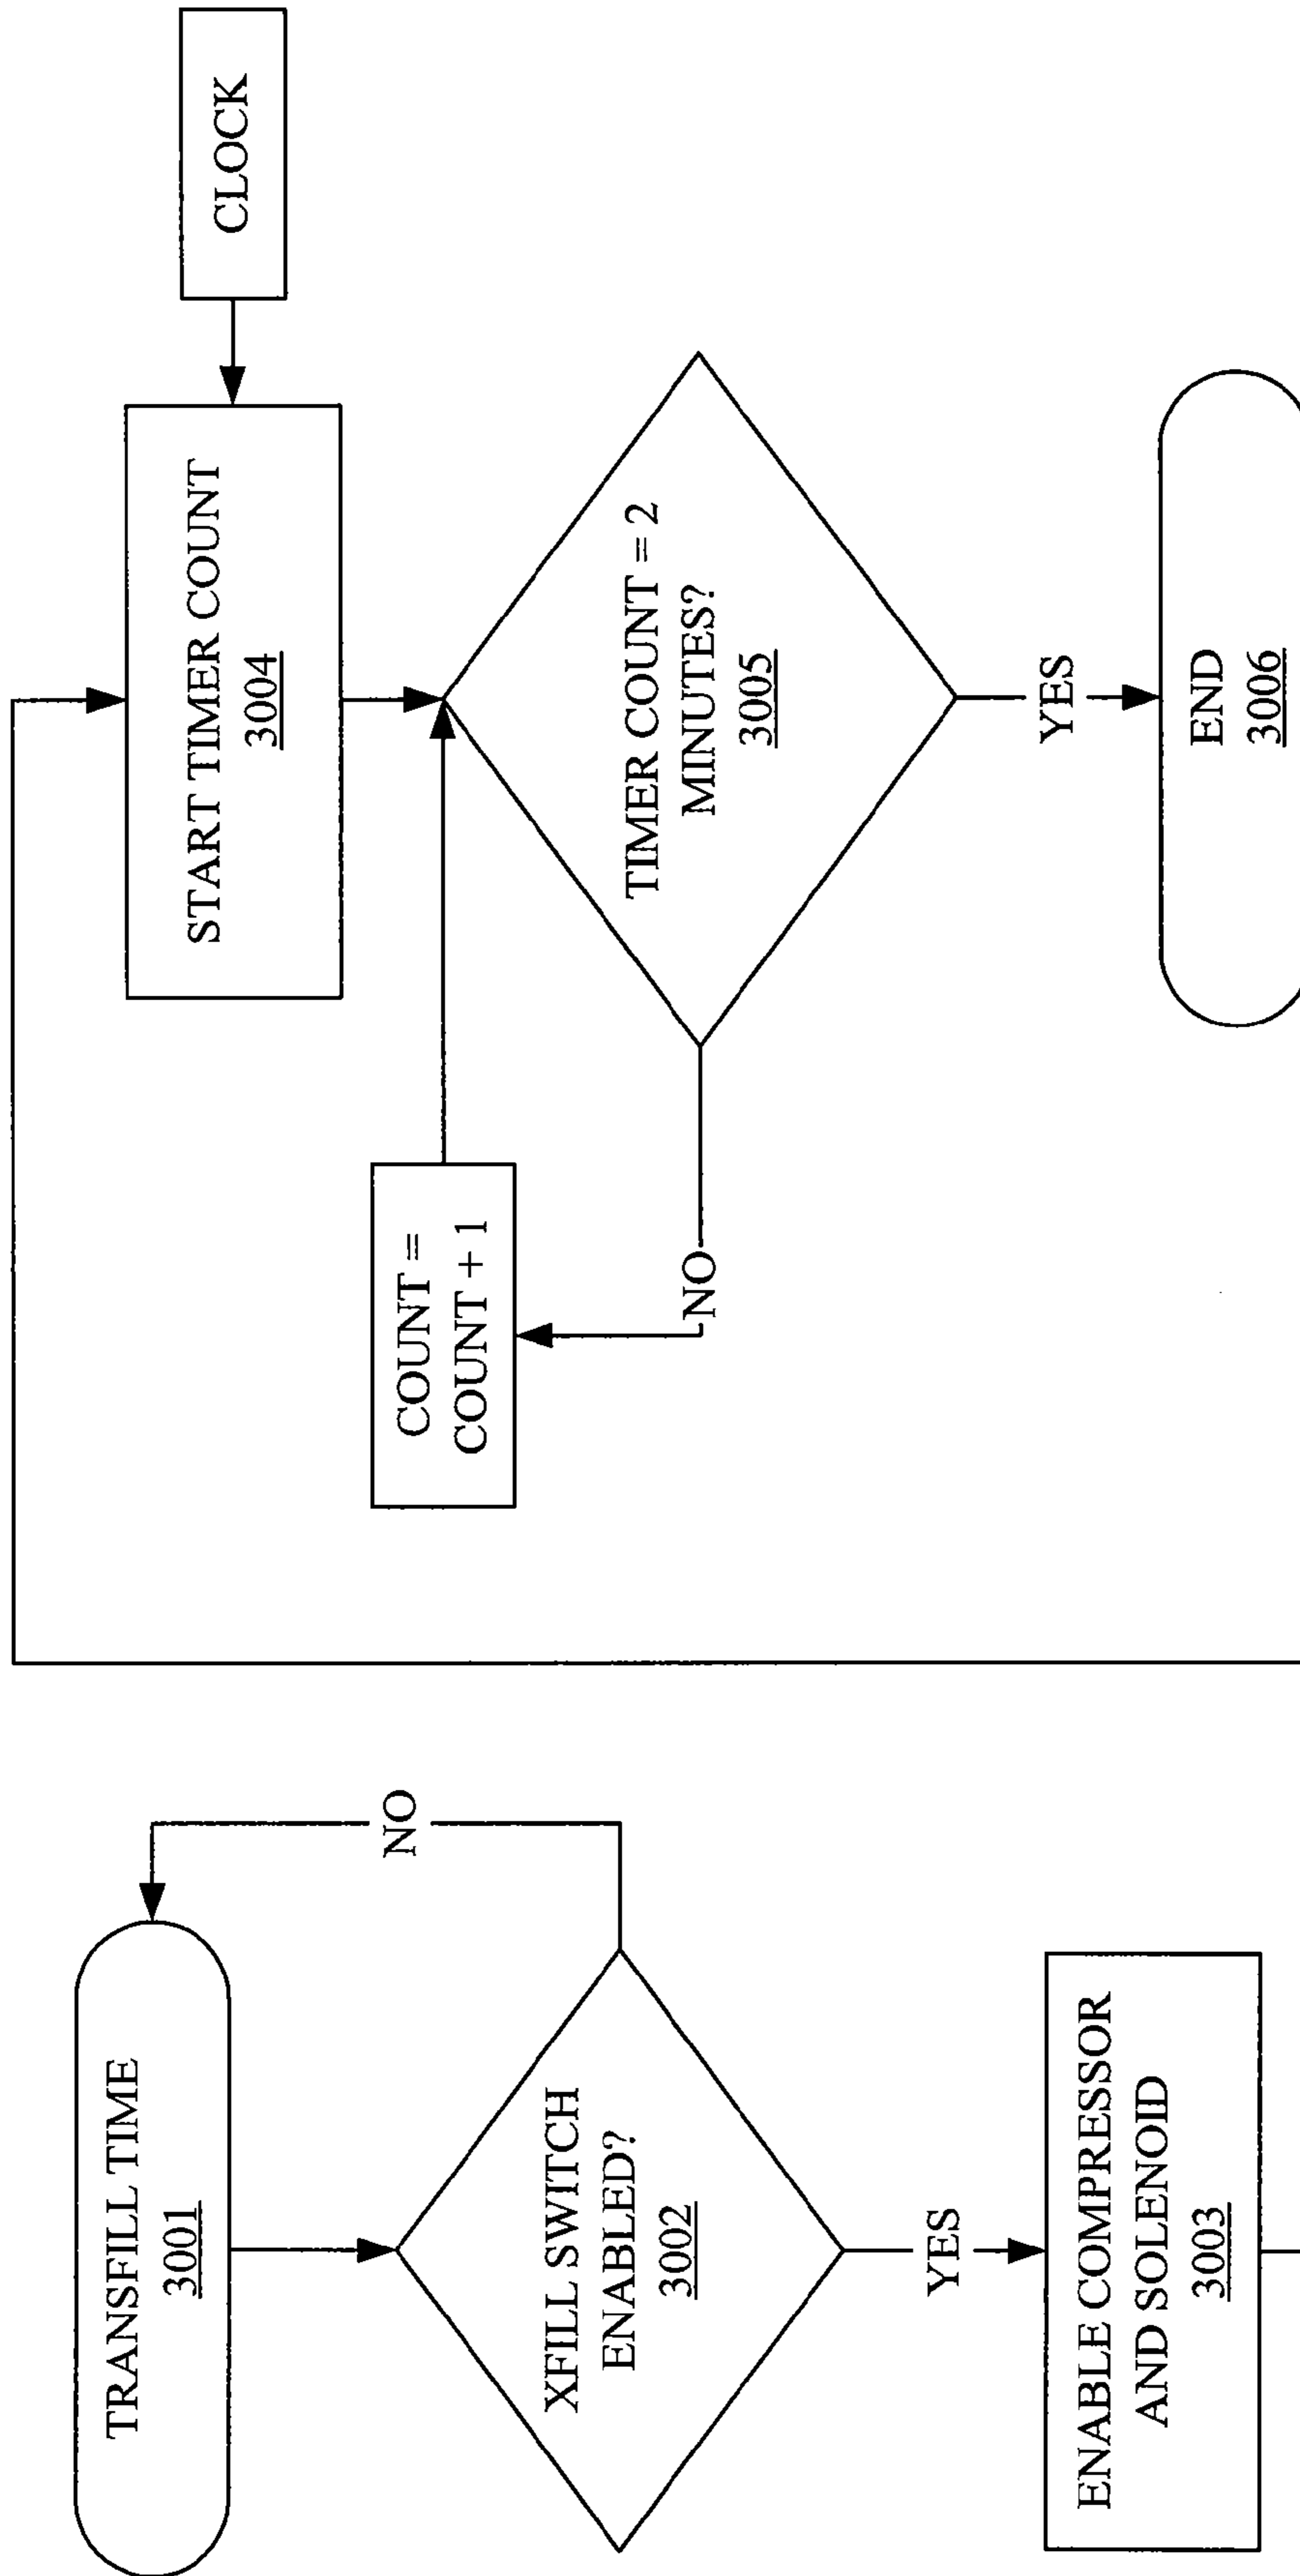 TRANSFILL TIME
3001
NO
XFILL SWITCH
ENABLED?
3002
YES
ENABLE COMPRESSOR
AND SOLENOID
3003
CLOCK
START TIMER COUNT
3004
COUNT =
COUNT + 1
TIMER COUNT = 2
MINUTES?
3005
NO
YES
END
3006